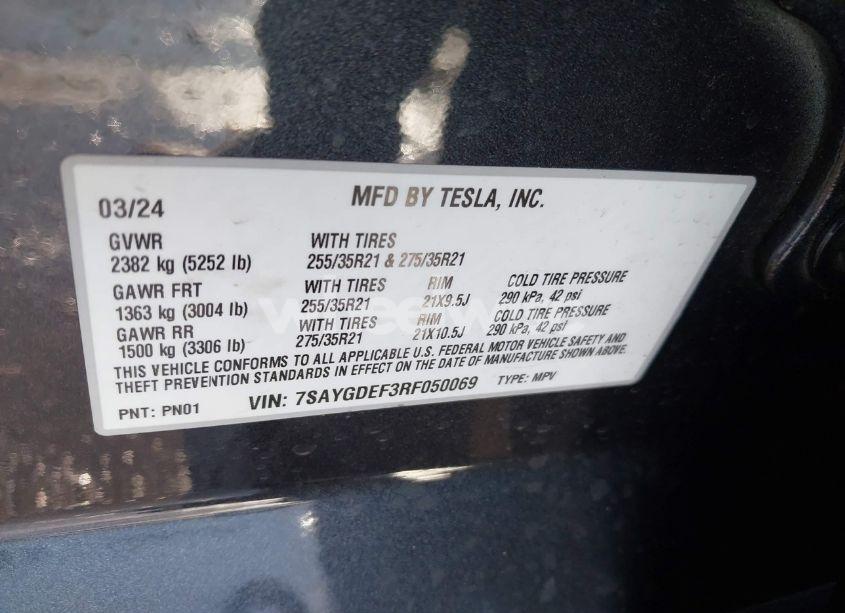 MFD BY TESLA, INC.
03/24
GVWR WITH TIRES
2382 kg (5252 lb) 255/35R21 & 275/35R21
GAWR FRT WITH TIRES RIM COLD TIRE PRESSURE
1363 kg (3004 lb) 255/35R21 21X9.5J 290 kPa, 42 psi
GAWR RR WITH TIRES RIM COLD TIRE PRESSURE
1500 kg (3306 lb) 275/35R21 21X10.5J 290 kPa, 42 psi
THIS VEHICLE CONFORMS TO ALL APPLICABLE U.S. FEDERAL MOTOR VEHICLE SAFETY AND
THEFT PREVENTION STANDARDS IN EFFECT ON THE DATE OF MANUFACTURE SHOWN ABOVE.
PNT: PN01 VIN: 7SAYGDEF3RF050069 TYPE: MPV